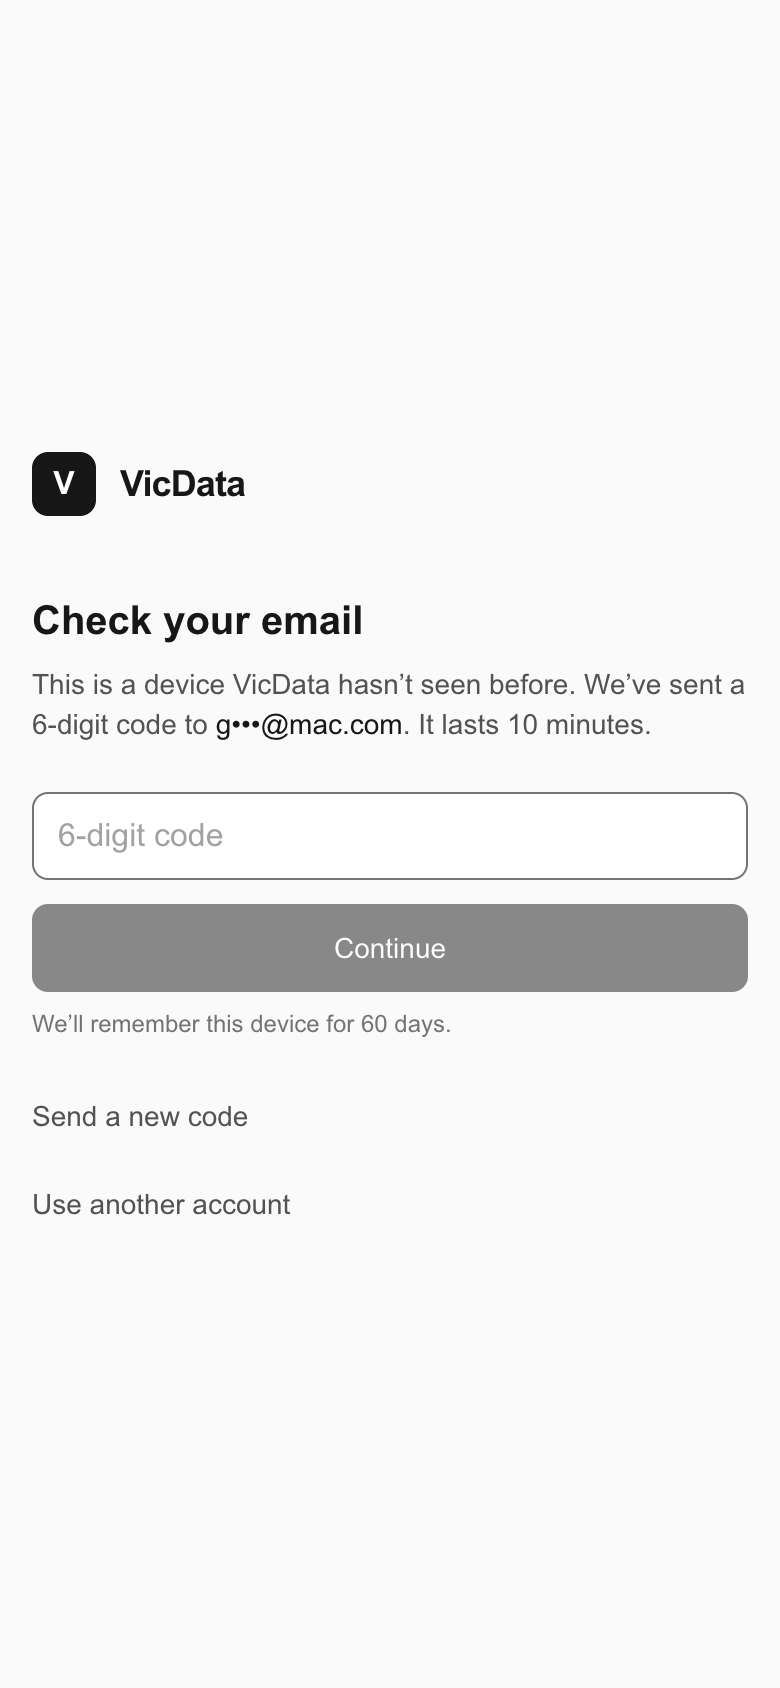 V
VicData
Check your email
This is a device VicData hasn’t seen before. We’ve sent a
6-digit code to g•••@mac.com. It lasts 10 minutes.
6-digit code
Continue
We’ll remember this device for 60 days.
Send a new code
Use another account